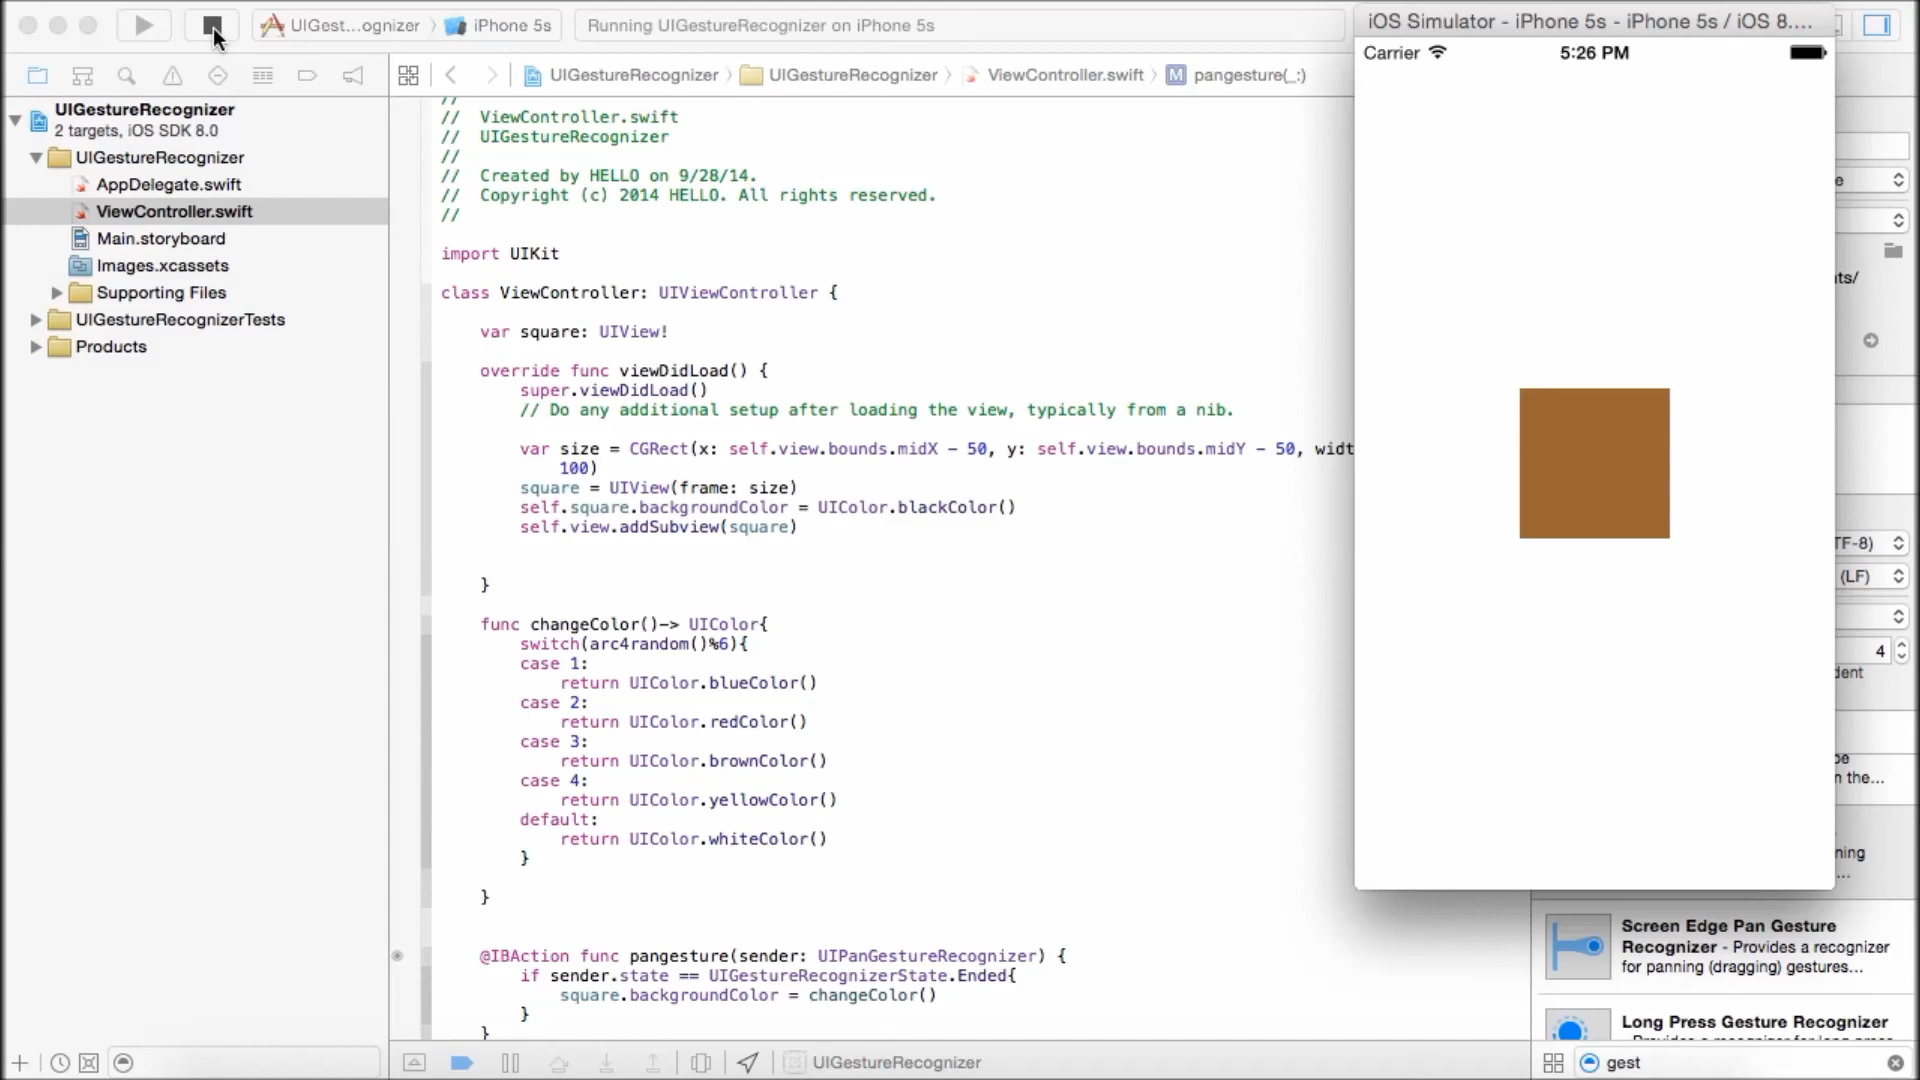 UIGest...ognizer
iPhone 5s
Running UIGestureRecognizer on iPhone 5s
iOS Simulator - iPhone 5s - iPhone 5s / iOS 8....
Carrier
5:26 PM
UIGestureRecognizer
UIGestureRecognizer
ViewController.swift
M
pangesture(_:)
UIGestureRecognizer
2 targets, iOS SDK 8.0
UIGestureRecognizer
AppDelegate.swift
ViewController.swift
Main.storyboard
Images.xcassets
Supporting Files
UIGestureRecognizerTests
Products
//
// ViewController.swift
// UIGestureRecognizer
//
// Created by HELLO on 9/28/14.
// Copyright (c) 2014 HELLO. All rights reserved.
//
import UIKit
class ViewController: UIViewController {
var square: UIView!
override func viewDidLoad() {
super.viewDidLoad()
// Do any additional setup after loading the view, typically from a nib.
var size = CGRect(x: self.view.bounds.midX - 50, y: self.view.bounds.midY - 50, widt
100)
square = UIView(frame: size)
self.square.backgroundColor = UIColor.blackColor()
self.view.addSubview(square)
}
func changeColor()-> UIColor{
switch(arc4random()%6){
case 1:
return UIColor.blueColor()
case 2:
return UIColor.redColor()
case 3:
return UIColor.brownColor()
case 4:
return UIColor.yellowColor()
default:
return UIColor.whiteColor()
}
}
@IBAction func pangesture(sender: UIPanGestureRecognizer) {
if sender.state == UIGestureRecognizerState.Ended{
square.backgroundColor = changeColor()
}
}
UIGestureRecognizer
e
ts/
TF-8)
(LF)
4
dent
n the...
ning
...
Screen Edge Pan Gesture
Recognizer - Provides a recognizer
for panning (dragging) gestures...
Long Press Gesture Recognizer
gest